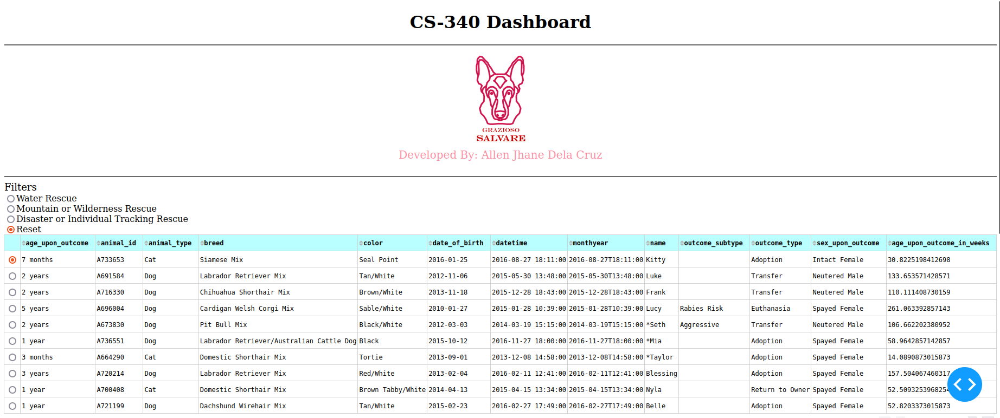 CS-340 Dashboard
GRAZIOSO
SALVARE
Developed By: Allen Jhane Dela Cruz
Filters
Water Rescue
Mountain or Wilderness Rescue
Disaster or Individual Tracking Rescue
Reset
age_upon_outcome animal_id animal_type breed color date_of_birth datetime monthyear name outcome_subtype outcome_type sex_upon_outcome age_upon_outcome_in_weeks
7 months A733653 Cat Siamese Mix Seal Point 2016-01-25 2016-08-27 18:11:00 2016-08-27T18:11:00 Kitty Adoption Intact Female 30.8225198412698
2 years A691584 Dog Labrador Retriever Mix Tan/White 2012-11-06 2015-05-30 13:48:00 2015-05-30T13:48:00 Luke Transfer Neutered Male 133.653571428571
2 years A716330 Dog Chihuahua Shorthair Mix Brown/White 2013-11-18 2015-12-28 18:43:00 2015-12-28T18:43:00 Frank Transfer Neutered Male 110.111408730159
5 years A696004 Dog Cardigan Welsh Corgi Mix Sable/White 2010-01-27 2015-01-28 10:39:00 2015-01-28T10:39:00 Lucy Rabies Risk Euthanasia Spayed Female 261.063392857143
2 years A673830 Dog Pit Bull Mix Black/White 2012-03-03 2014-03-19 15:15:00 2014-03-19T15:15:00 *Seth Aggressive Transfer Neutered Male 106.662202380952
1 year A736551 Dog Labrador Retriever/Australian Cattle Dog Black 2015-10-12 2016-11-27 18:00:00 2016-11-27T18:00:00 *Mia Adoption Spayed Female 58.9642857142857
3 months A664290 Cat Domestic Shorthair Mix Tortie 2013-09-01 2013-12-08 14:58:00 2013-12-08T14:58:00 *Taylor Adoption Spayed Female 14.0890873015873
3 years A720214 Dog Labrador Retriever Mix Red/White 2013-02-04 2016-02-11 12:41:00 2016-02-11T12:41:00 Blessing Adoption Spayed Female 157.504067460317
1 year A700408 Cat Domestic Shorthair Mix Brown Tabby/White 2014-04-13 2015-04-15 13:34:00 2015-04-15T13:34:00 Nyla Return to Owner Spayed Female 52.5093253968254
1 year A721199 Dog Dachshund Wirehair Mix Tan/White 2015-02-23 2016-02-27 17:49:00 2016-02-27T17:49:00 Belle Adoption Spayed Female 52.8203373015873